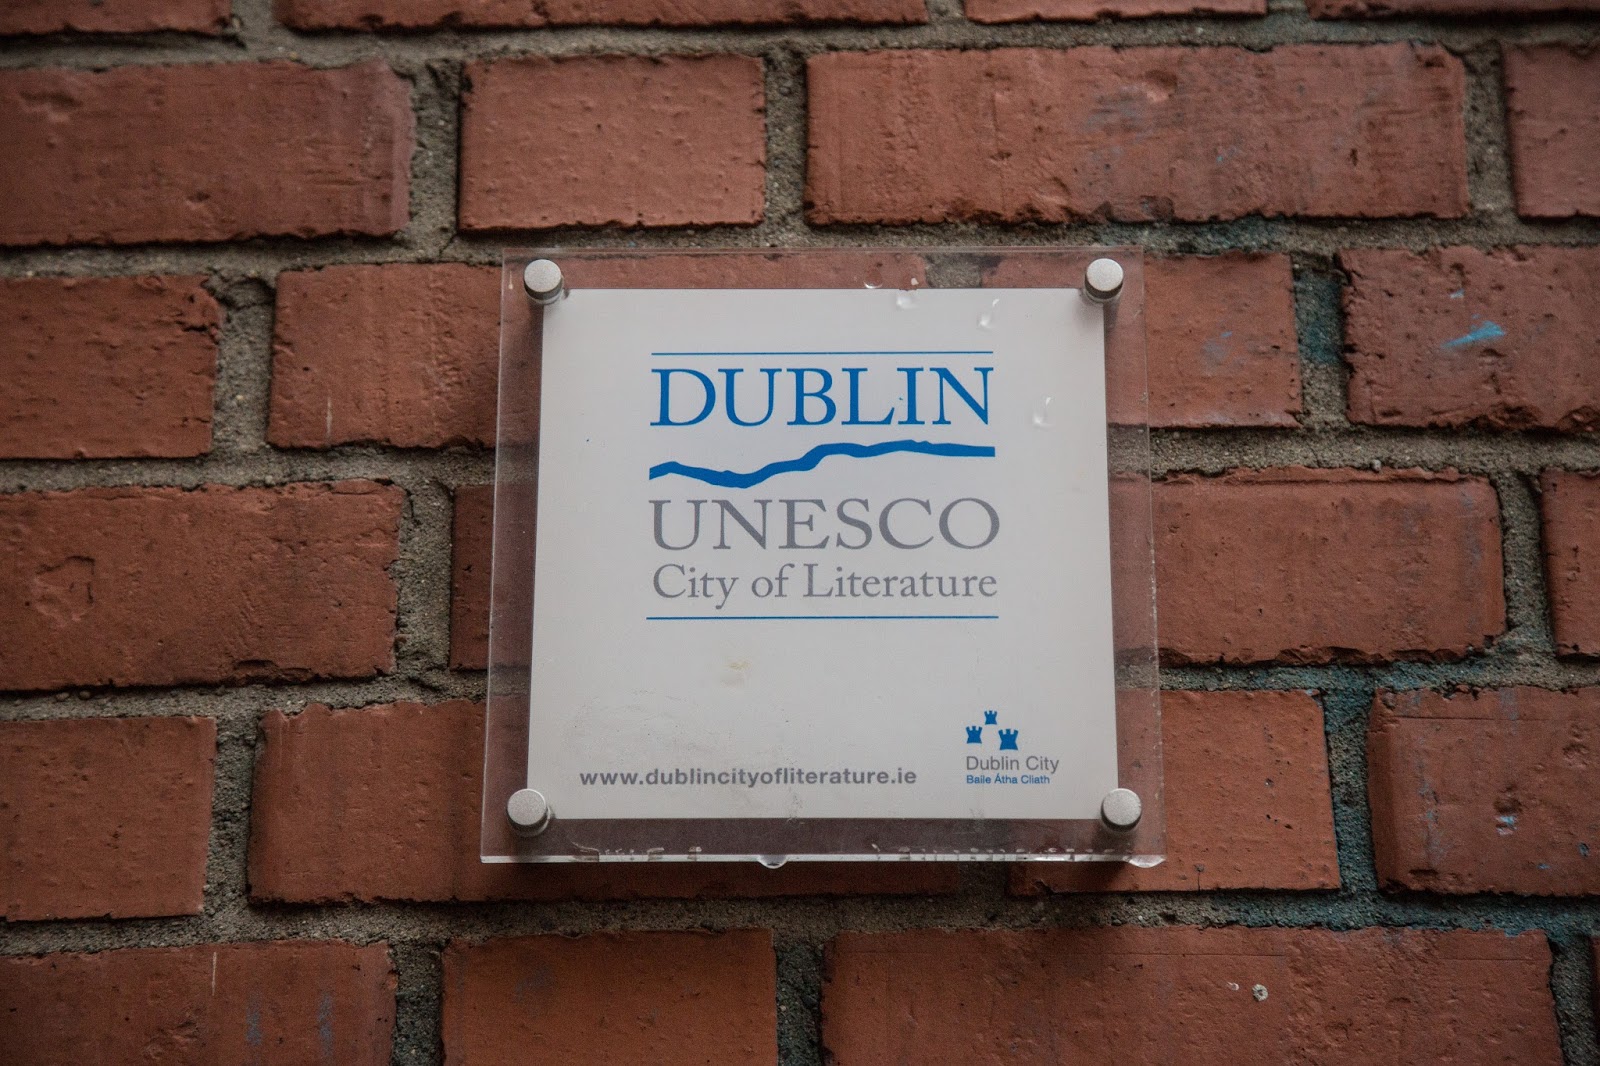 DUBLIN
UNESCO
City of Literature
www.dublincityofliterature.ie
Dublin City
Baile Átha Cliath